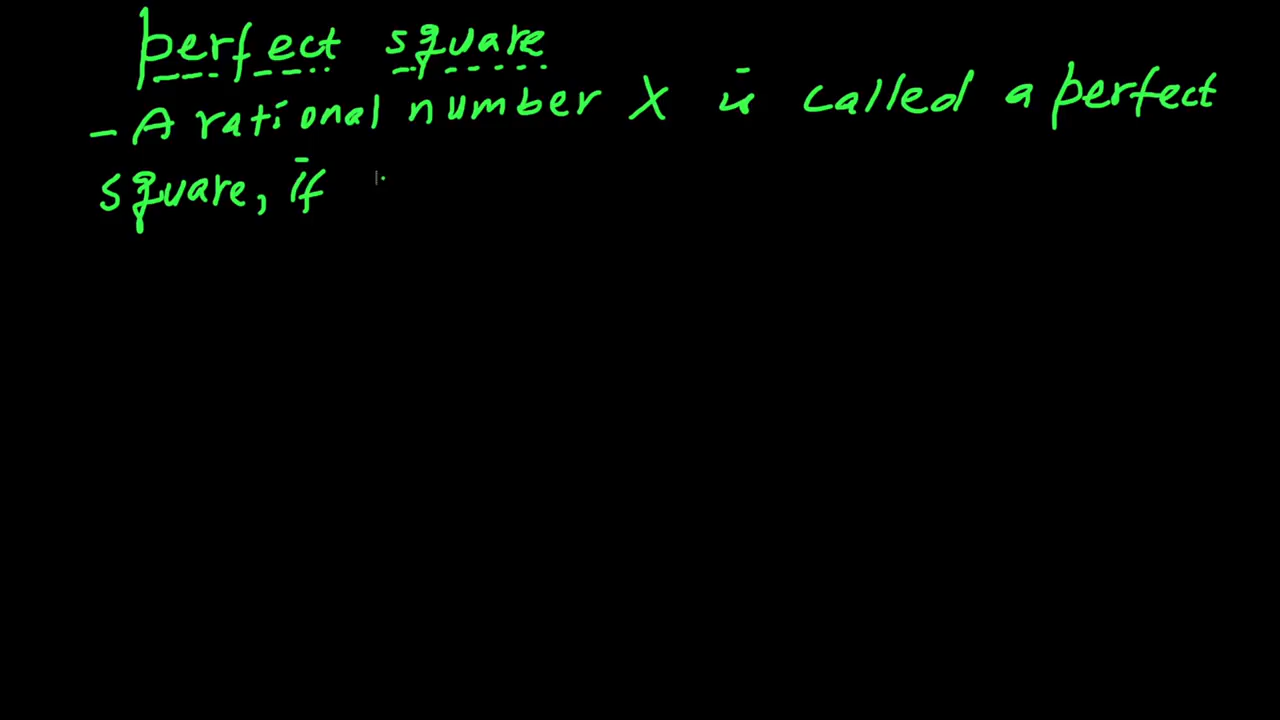 perfect square
- A rational number X is called a perfect
square, if